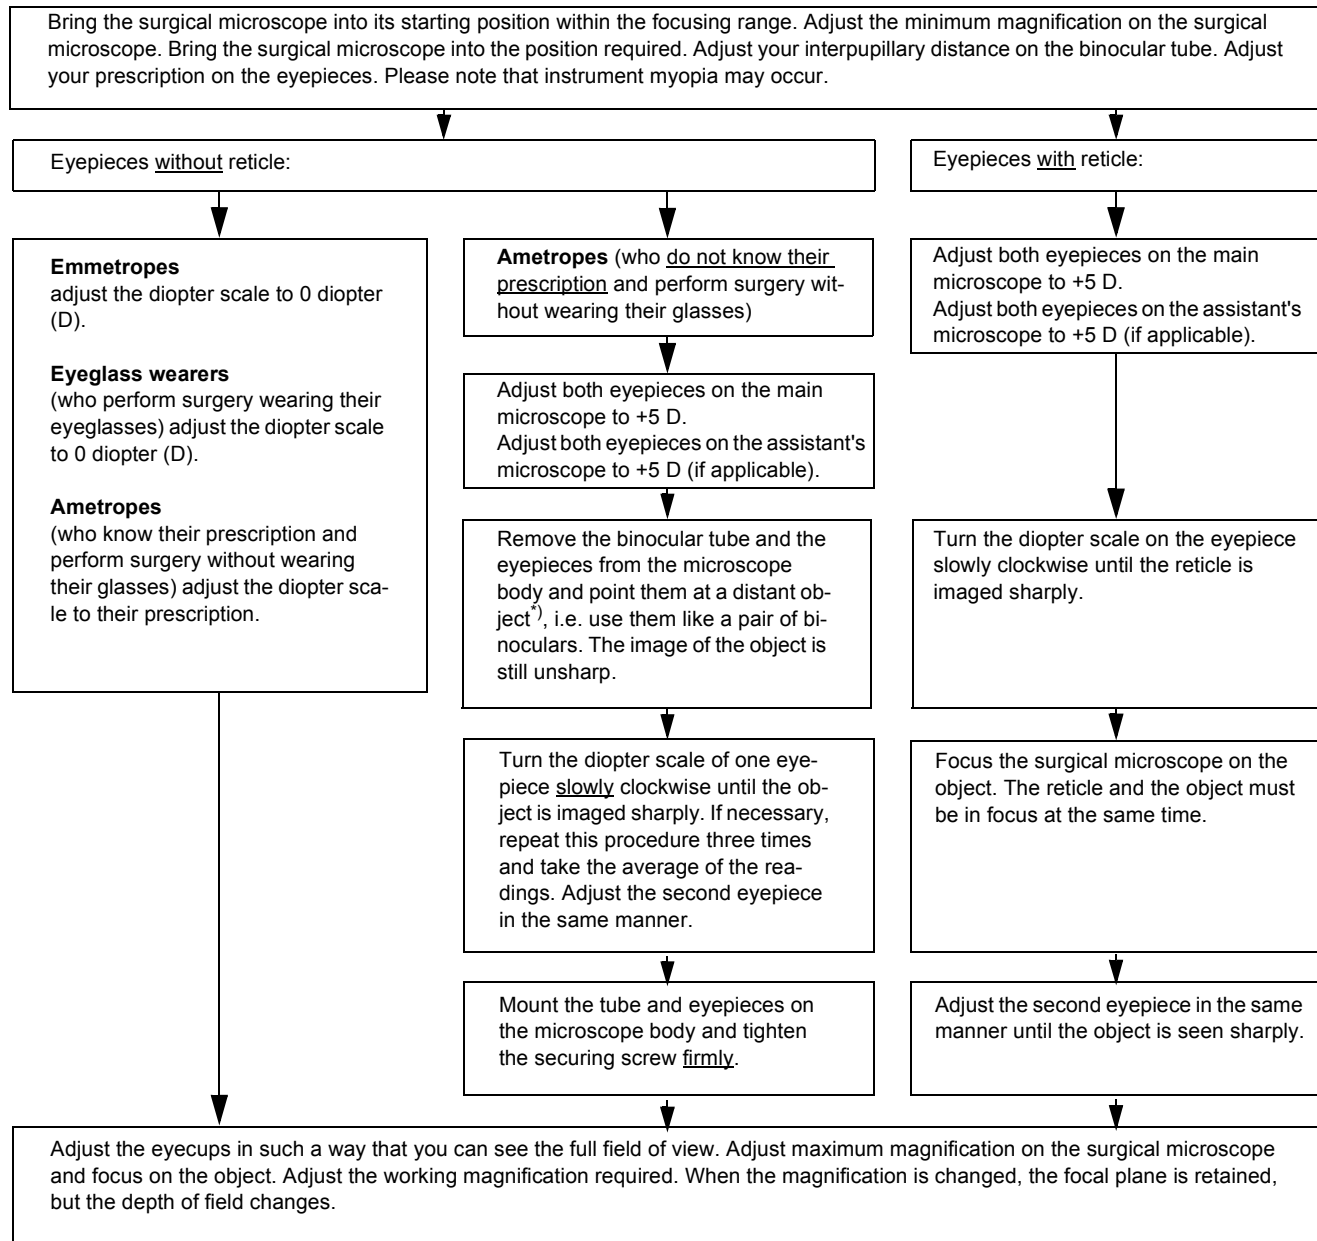 Bring the surgical microscope into its starting position within the focusing range. Adjust the minimum magnification on the surgical
microscope. Bring the surgical microscope into the position required. Adjust your interpupillary distance on the binocular tube. Adjust
your prescription on the eyepieces. Please note that instrument myopia may occur.
Eyepieces without reticle:
Eyepieces with reticle:
Emmetropes
adjust the diopter scale to 0 diopter
(D).
Eyeglass wearers
(who perform surgery wearing their
eyeglasses) adjust the diopter scale
to 0 diopter (D).
Ametropes
(who know their prescription and
perform surgery without wearing
their glasses) adjust the diopter sca-
le to their prescription.
Ametropes (who do not know their
prescription and perform surgery wit-
hout wearing their glasses)
Adjust both eyepieces on the main
microscope to +5 D.
Adjust both eyepieces on the assistant's
microscope to +5 D (if applicable).
Remove the binocular tube and the
eyepieces from the microscope
body and point them at a distant ob-
ject*), i.e. use them like a pair of bi-
noculars. The image of the object is
still unsharp.
Turn the diopter scale of one eye-
piece slowly clockwise until the ob-
ject is imaged sharply. If necessary,
repeat this procedure three times
and take the average of the rea-
dings. Adjust the second eyepiece
in the same manner.
Mount the tube and eyepieces on
the microscope body and tighten
the securing screw firmly.
Adjust both eyepieces on the main
microscope to +5 D.
Adjust both eyepieces on the assistant's
microscope to +5 D (if applicable).
Turn the diopter scale on the eyepiece
slowly clockwise until the reticle is
imaged sharply.
Focus the surgical microscope on the
object. The reticle and the object must
be in focus at the same time.
Adjust the second eyepiece in the same
manner until the object is seen sharply.
Adjust the eyecups in such a way that you can see the full field of view. Adjust maximum magnification on the surgical microscope
and focus on the object. Adjust the working magnification required. When the magnification is changed, the focal plane is retained,
but the depth of field changes.